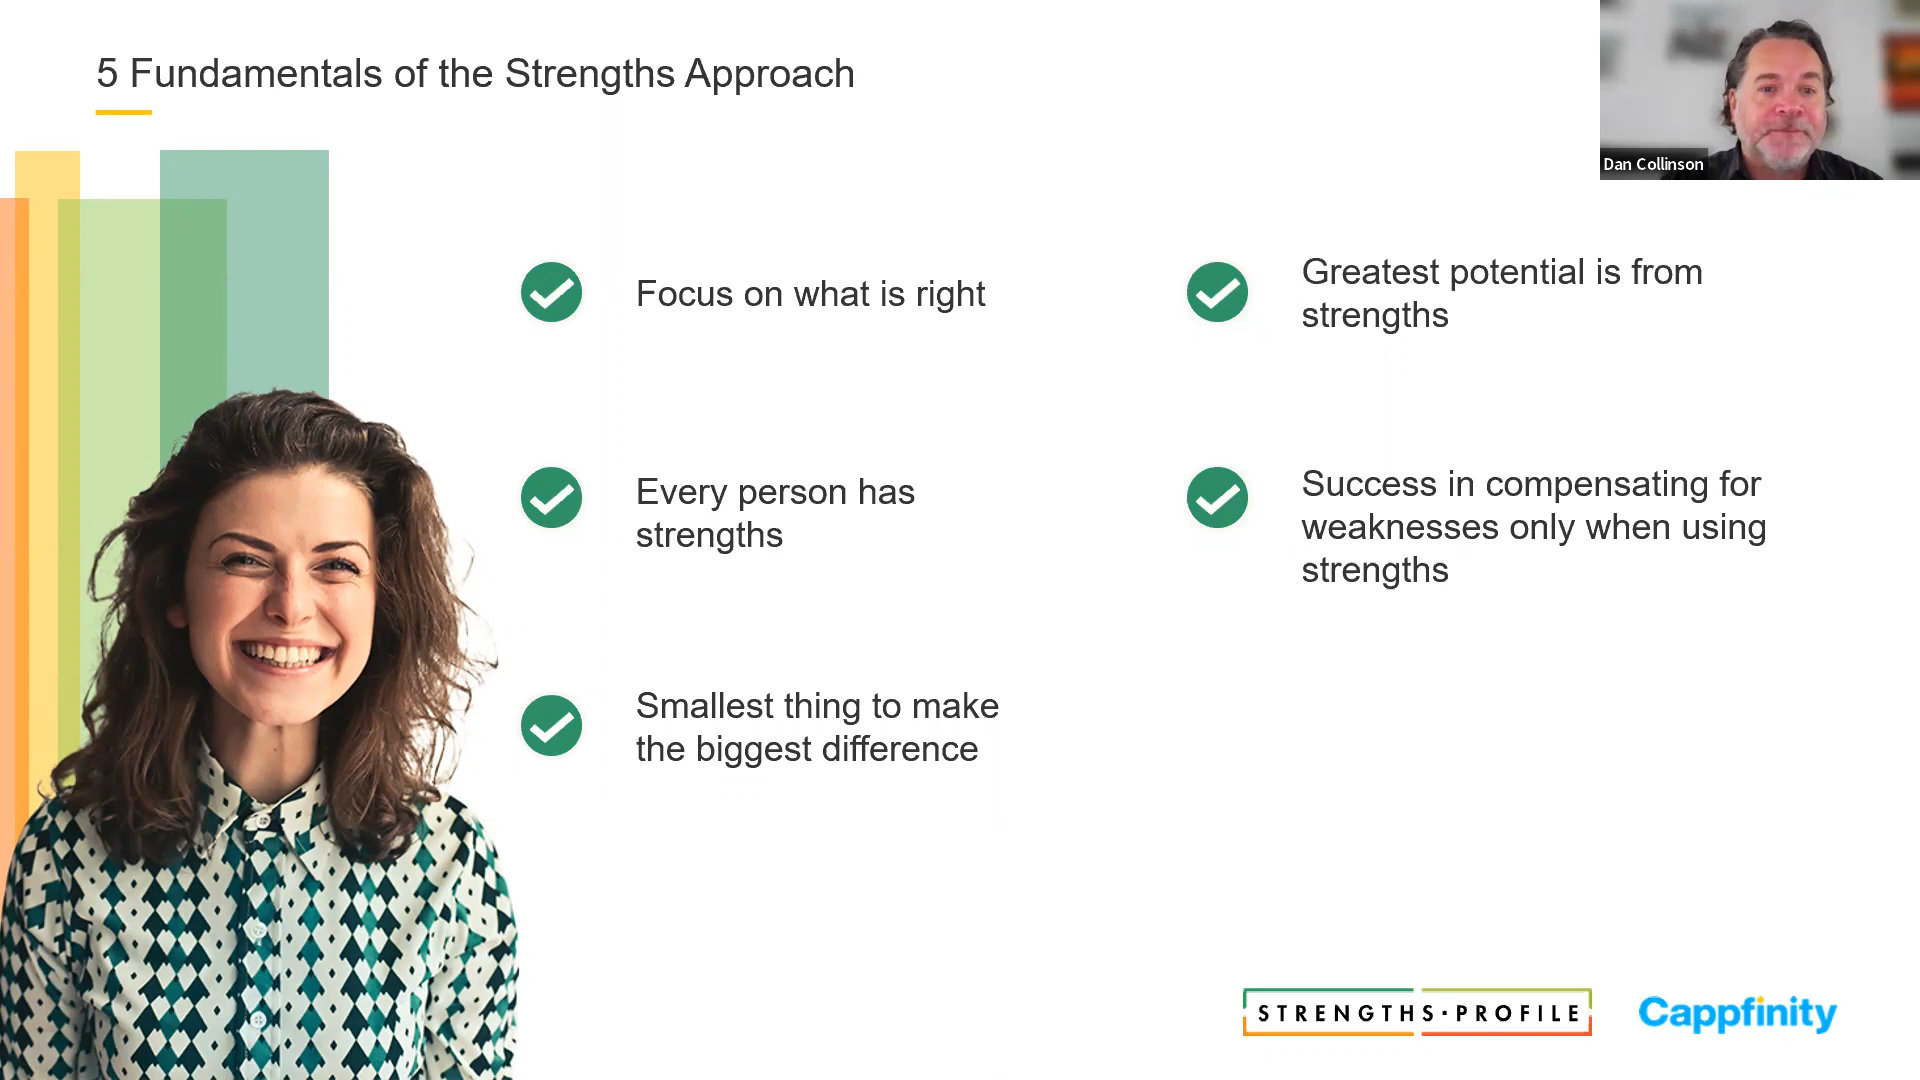 5 Fundamentals of the Strengths Approach
Dan Collinson
Focus on what is right
Every person has
strengths
Smallest thing to make
the biggest difference
Greatest potential is from
strengths
Success in compensating for
weaknesses only when using
strengths
STRENGTHS·PROFILE
Cappfinity